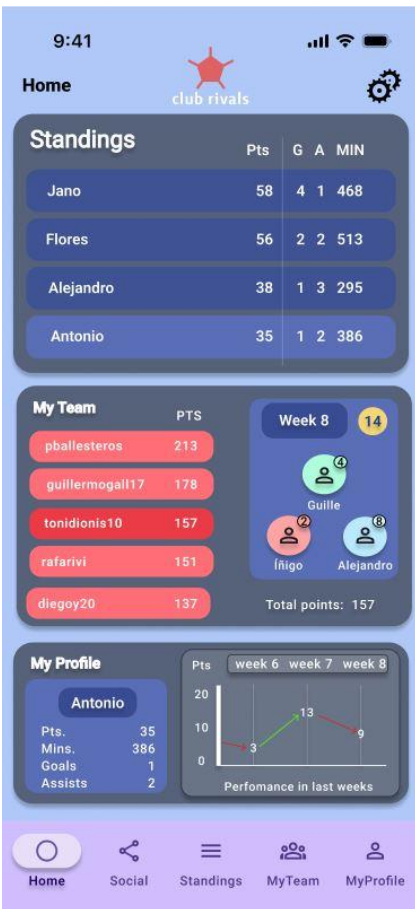 9:41
Home
club rivals
Standings
Pts G A MIN
Jano 58 4 1 468
Flores 56 2 2 513
Alejandro 38 1 3 295
Antonio 35 1 2 386
My Team
PTS
pballesteros 213
guillermogall17 178
tonidionis10 157
rafarivi 151
diegoy20 137
Week 8 14
4
Guille
2 8
Íñigo Alejandro
Total points: 157
My Profile
Antonio
Pts. 35
Mins. 386
Goals 1
Assists 2
Pts week 6 week 7 week 8
20
13
10
9
3
0
Perfomance in last weeks
Home Social Standings MyTeam MyProfile